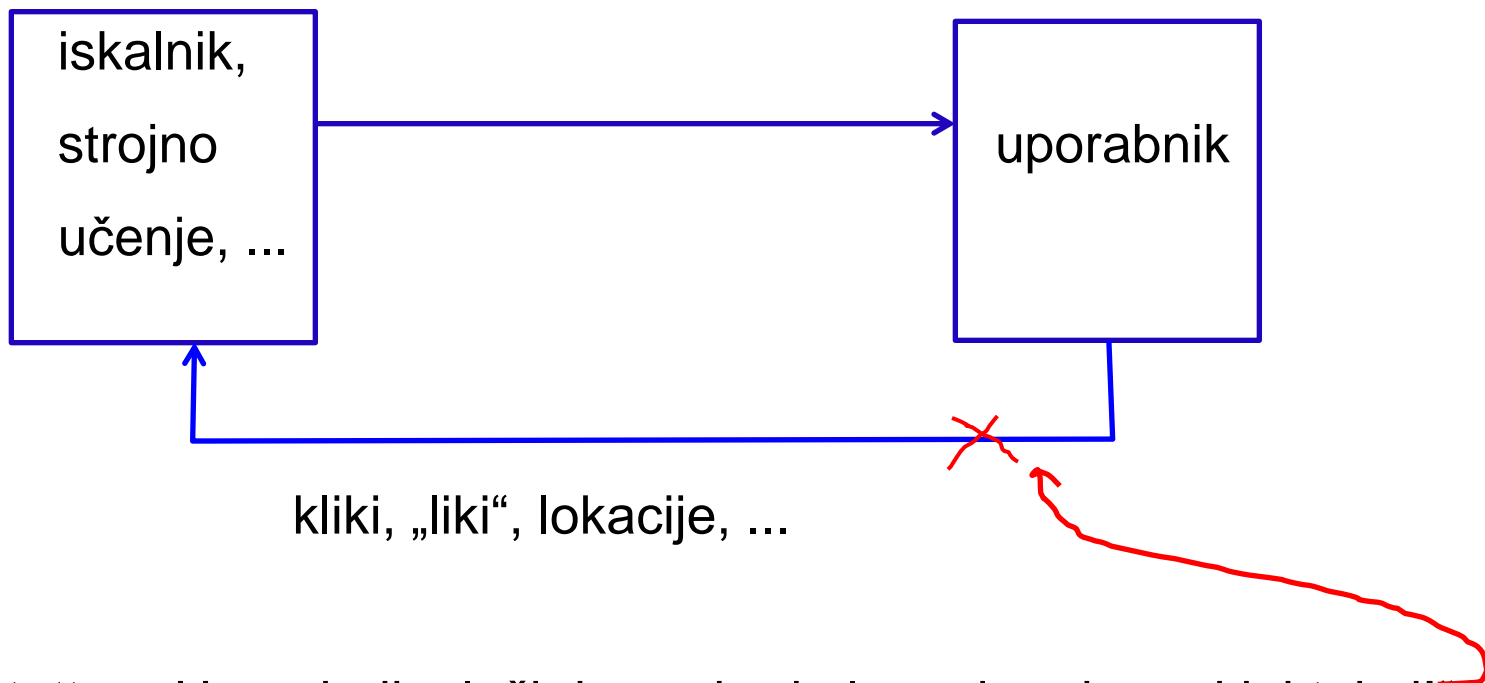 iskalnik,
strojno
učenje, ...
uporabnik
kliki, „liki“, lokacije, ...